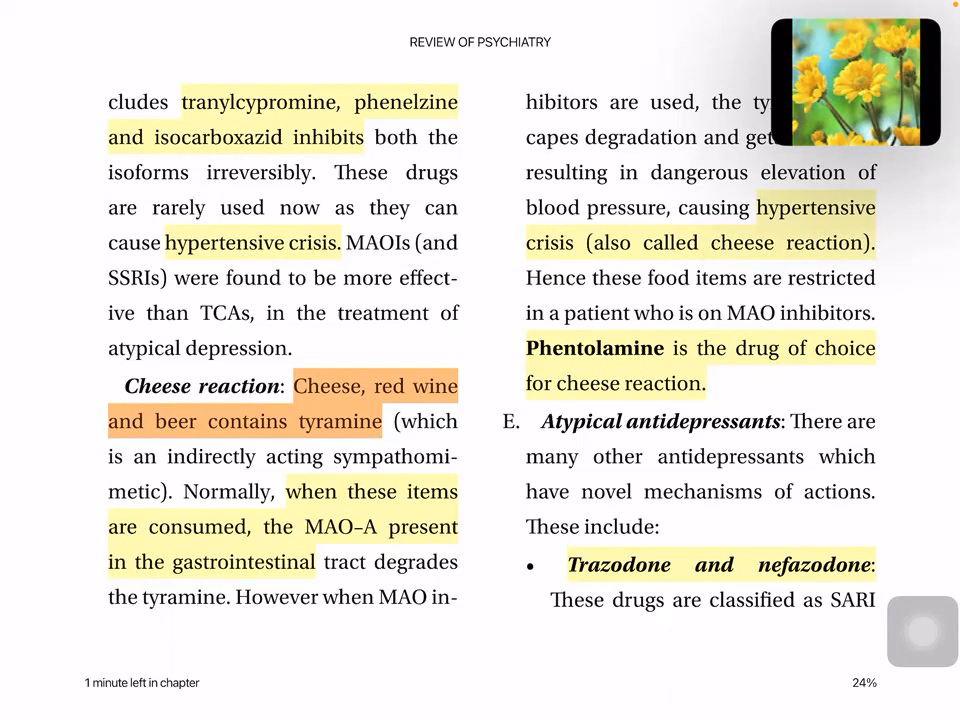 REVIEW OF PSYCHIATRY
cludes tranylcypromine, phenelzine
and isocarboxazid inhibits both the
isoforms irreversibly. These drugs
are rarely used now as they can
cause hypertensive crisis. MAOIs (and
SSRIs) were found to be more effect-
ive than TCAs, in the treatment of
atypical depression.
Cheese reaction: Cheese, red wine
and beer contains tyramine (which
is an indirectly acting sympathomi-
metic). Normally, when these items
are consumed, the MAO–A present
in the gastrointestinal tract degrades
the tyramine. However when MAO in-
hibitors are used, the
capes degradation and
resulting in dangerous elevation of
blood pressure, causing hypertensive
crisis (also called cheese reaction).
Hence these food items are restricted
in a patient who is on MAO inhibitors.
Phentolamine is the drug of choice
for cheese reaction.
E. Atypical antidepressants: There are
many other antidepressants which
have novel mechanisms of actions.
These include:
• Trazodone and nefazodone:
These drugs are classified as SARI
1 minute left in chapter
24%